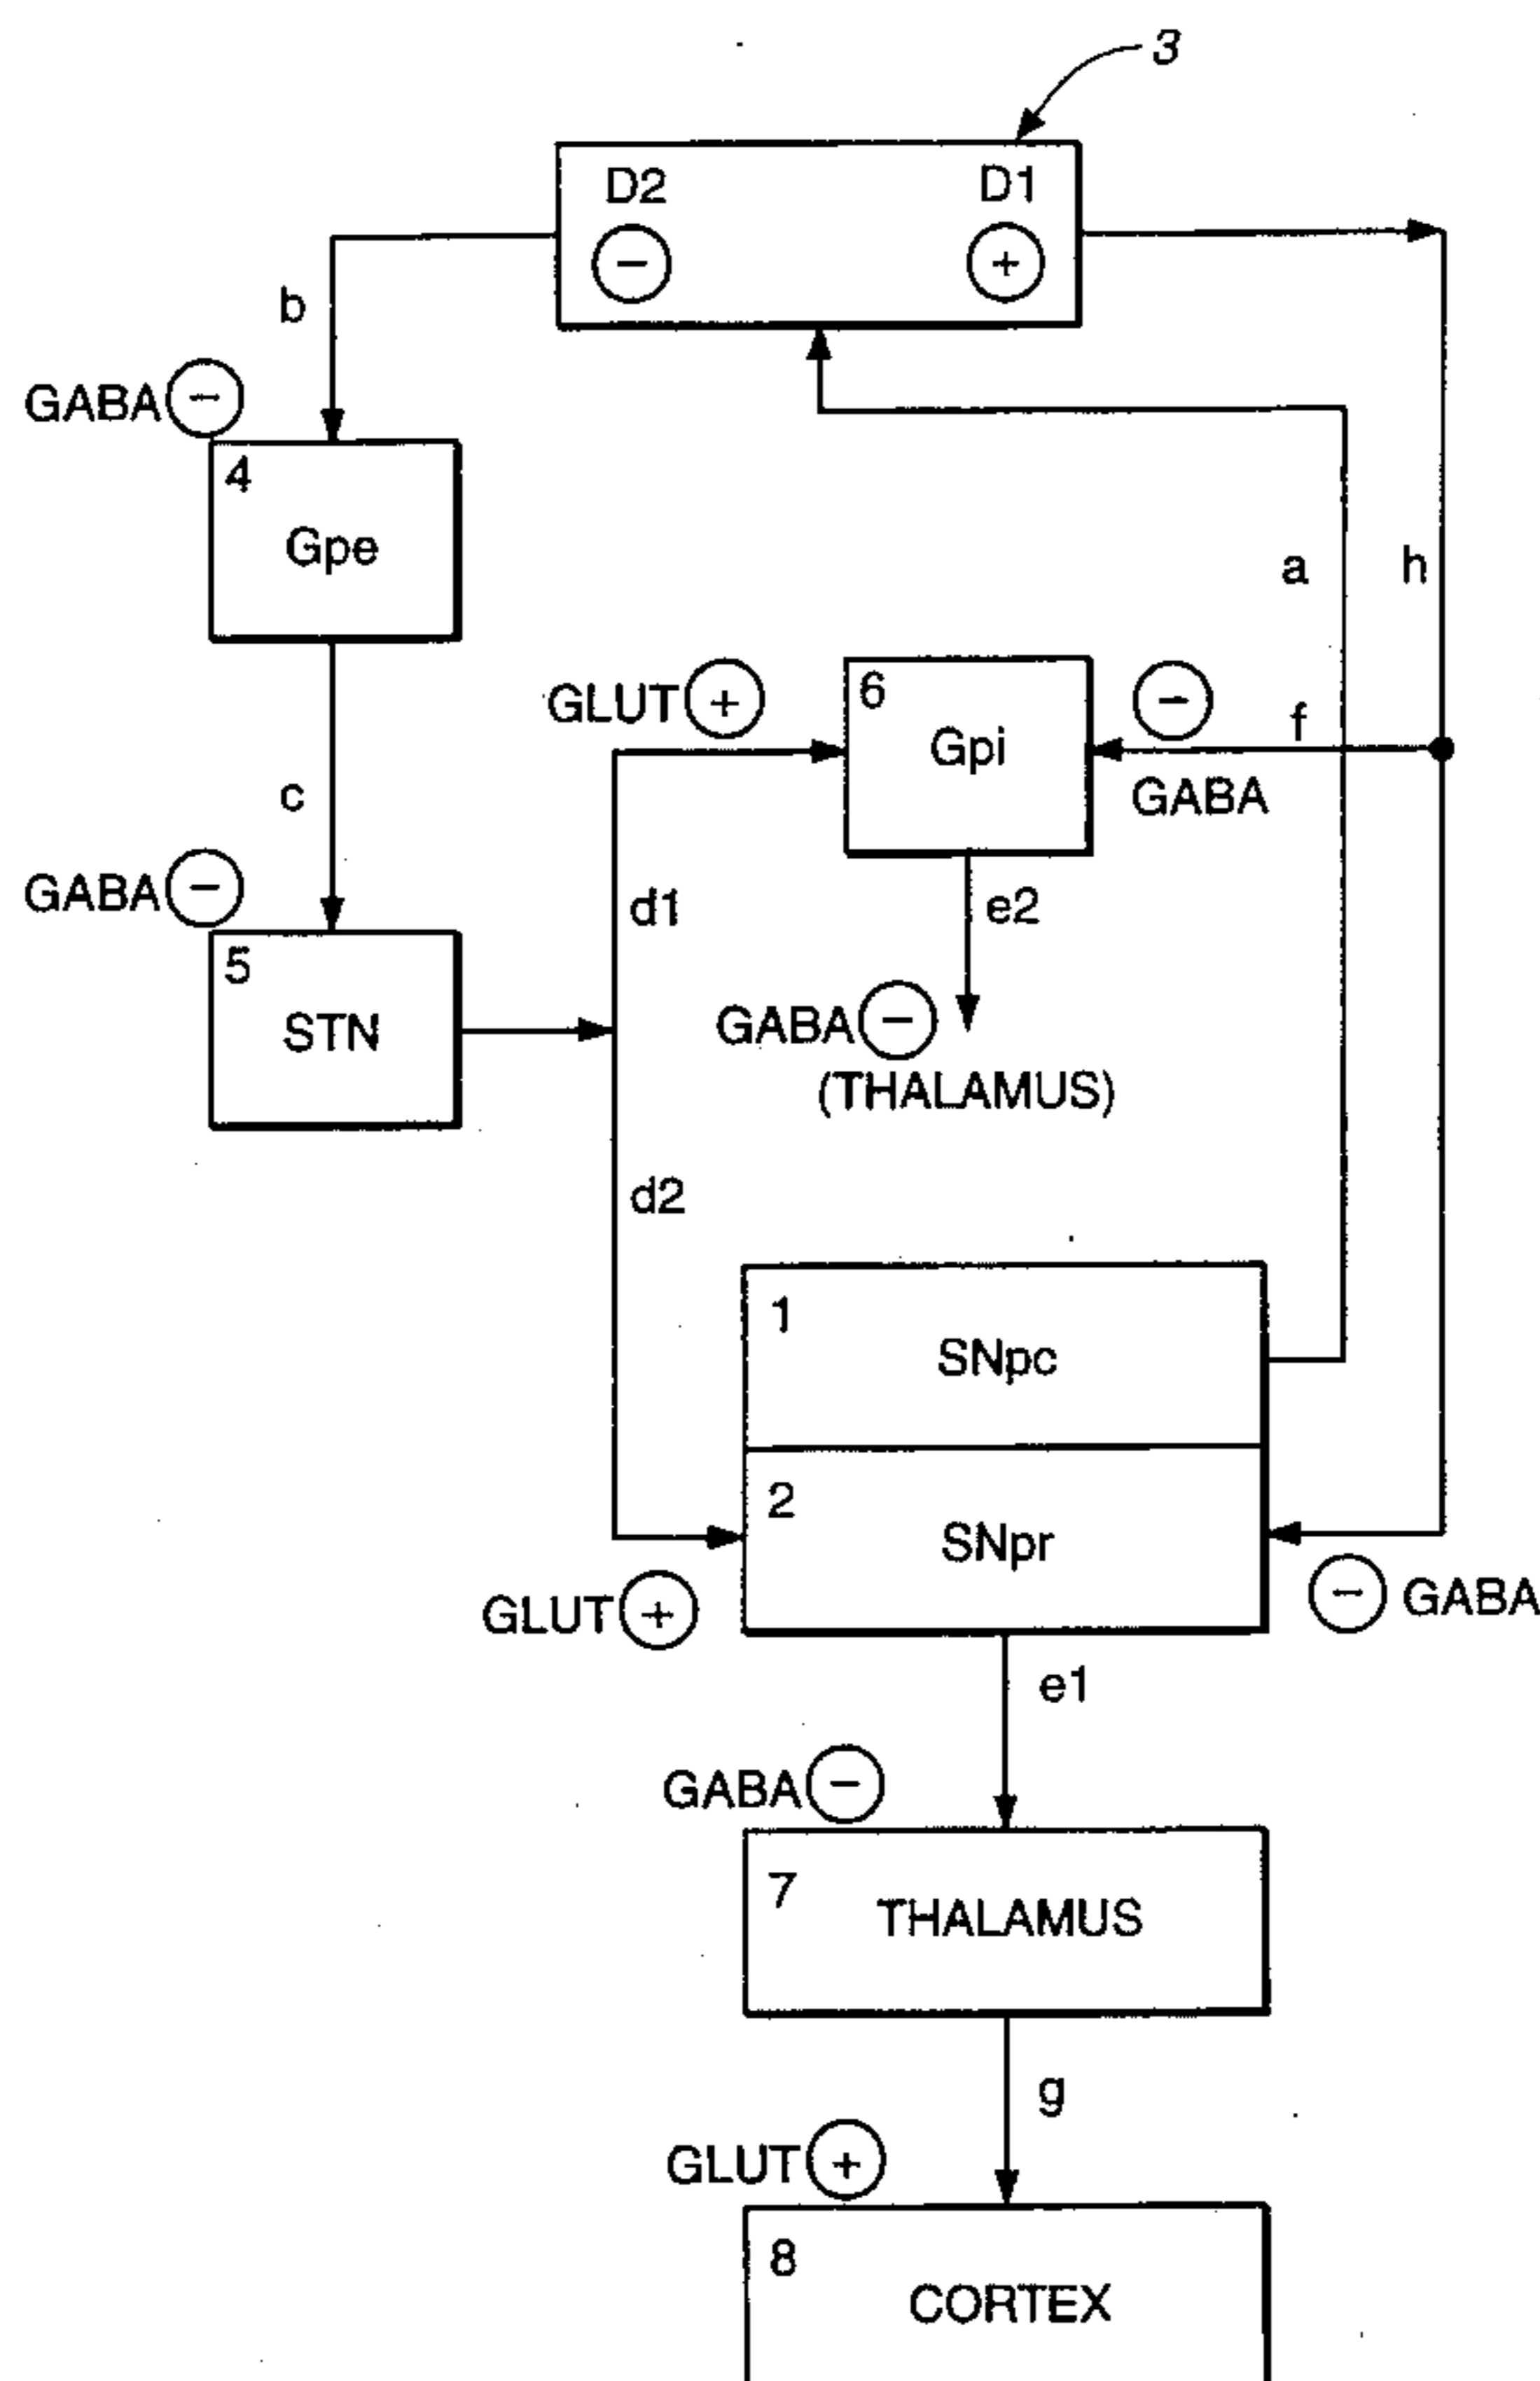 3
D2 D1
− +
b
GABA −
4
Gpe
a
h
GLUT +
6
Gpi
−
f
GABA
c
GABA −
5
STN
d1
e2
GABA −
(THALAMUS)
d2
1
SNpc
2
SNpr
GLUT +
− GABA
e1
GABA −
7
THALAMUS
g
GLUT +
8
CORTEX